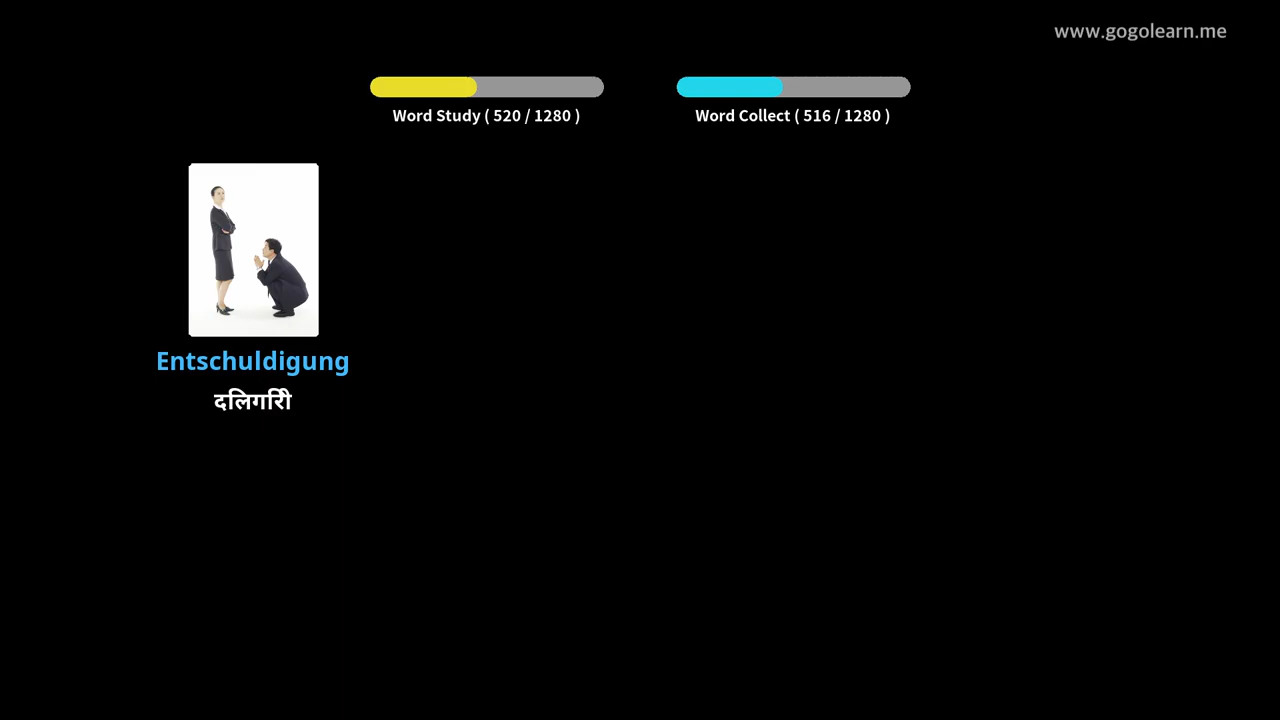 www.gogolearn.me
Word Study ( 520 / 1280 )
Word Collect ( 516 / 1280 )
Entschuldigung
दलिगरिी